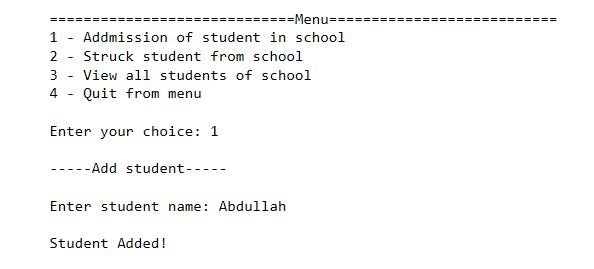 =============================Menu===========================
1 - Addmission of student in school
2 - Struck student from school
3 - View all students of school
4 - Quit from menu
Enter your choice: 1
-----Add student-----
Enter student name: Abdullah
Student Added!